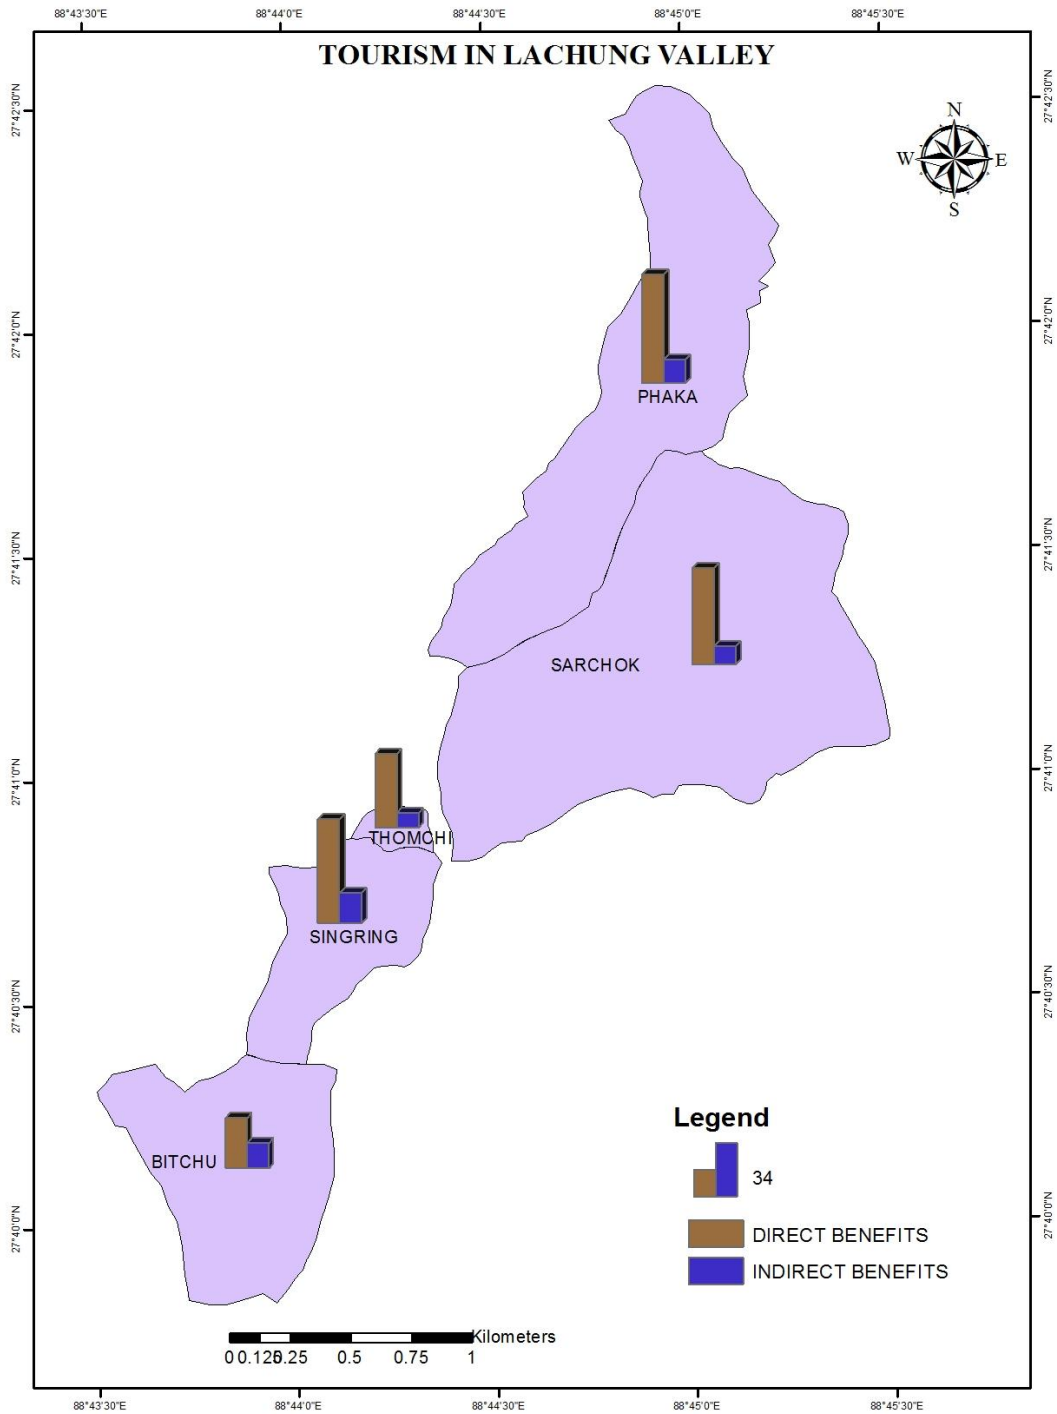 88°43'30"E 88°44'0"E 88°44'30"E 88°45'0"E 88°45'30"E
TOURISM IN LACHUNG VALLEY
27°42'30"N 27°42'30"N
N
W E
S
27°42'0"N 27°42'0"N
PHAKA
27°41'30"N 27°41'30"N
SARCHOK
27°41'0"N 27°41'0"N
THOMCHI
SINGRING
27°40'30"N 27°40'30"N
Legend
BITCHU
34
27°40'0"N 27°40'0"N
DIRECT BENEFITS
INDIRECT BENEFITS
Kilometers
0 0.125 0.25 0.5 0.75 1
88°43'30"E 88°44'0"E 88°44'30"E 88°45'0"E 88°45'30"E